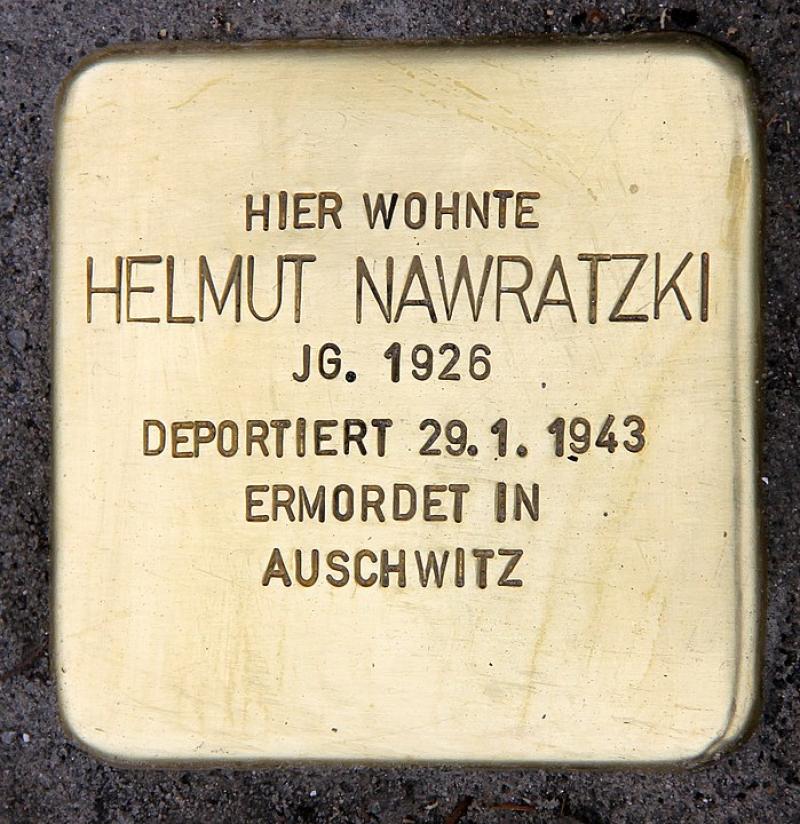 HIER WOHNTE
HELMUT NAWRATZKI
JG. 1926
DEPORTIERT 29.1.1943
ERMORDET IN
AUSCHWITZ